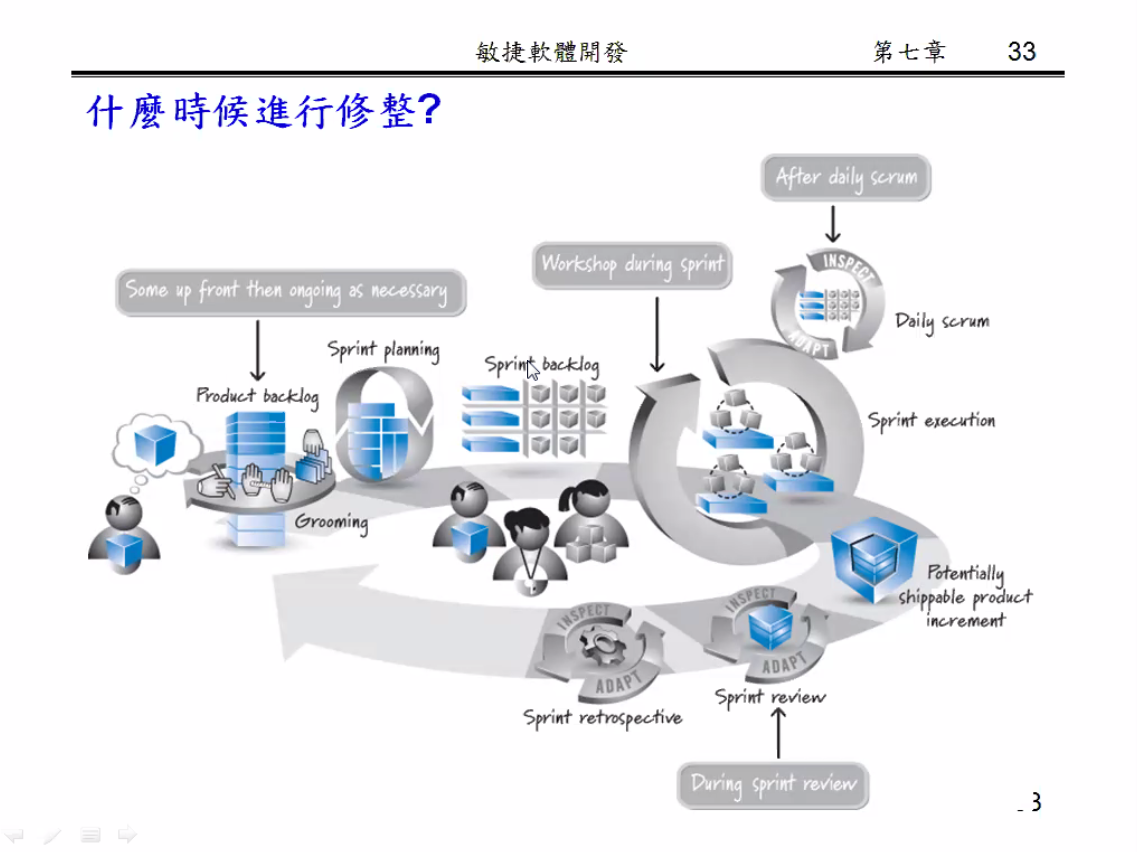 敏捷軟體開發 第七章 33
什麼時候進行修整?
After daily scrum
Workshop during sprint
Some up front then ongoing as necessary
INSPECT
ADAPT
Daily scrum
Sprint planning
Sprint backlog
Product backlog
Sprint execution
Grooming
Potentially
shippable product
increment
INSPECT
ADAPT
Sprint review
INSPECT
ADAPT
Sprint retrospective
During sprint review